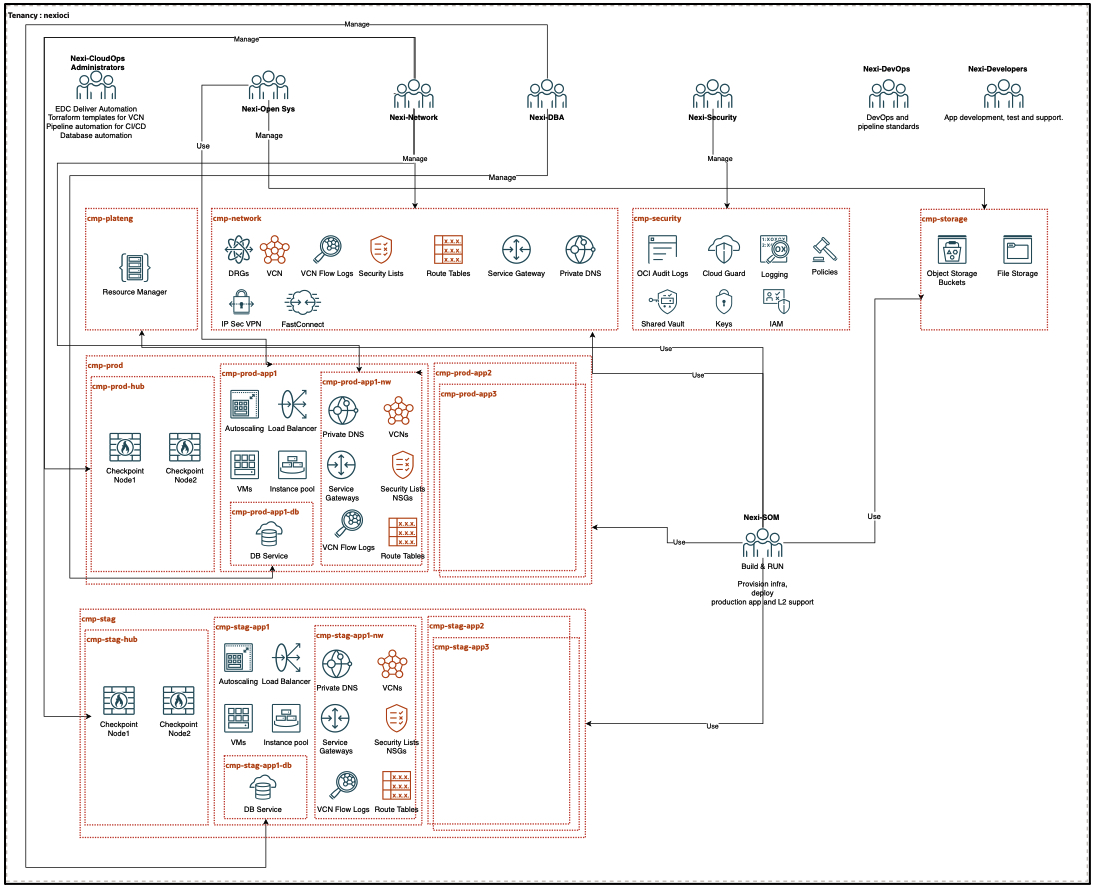 Tenancy : nexioci
Manage
Manage
Nexi-CloudOps
Administrators
EDC Deliver Automation
Terraform templates for VCN
Pipeline automation for CI/CD
Database automation
Nexi-Open Sys
Manage
Use
Nexi-Network
Manage
Nexi-DBA
Manage
Nexi-Security
Manage
Nexi-DevOps
DevOps and
pipeline standards
Nexi-Developers
App development, test and support.
cmp-plateng
Resource Manager
cmp-network
DRGs
VCN
VCN Flow Logs
Security Lists
Route Tables
Service Gateway
Private DNS
IP Sec VPN
FastConnect
cmp-security
OCI Audit Logs
Cloud Guard
Logging
Policies
Shared Vault
Keys
IAM
cmp-storage
Object Storage
Buckets
File Storage
Use
Use
cmp-prod
cmp-prod-hub
Checkpoint
Node1
Checkpoint
Node2
cmp-prod-app1
Autoscaling
Load Balancer
VMs
Instance pool
cmp-prod-app1-db
DB Service
cmp-prod-app1-nw
Private DNS
VCNs
Service
Gateways
Security Lists
NSGs
VCN Flow Logs
X.X.X.
X.X.X.
X.X.X.
Route Tables
cmp-prod-app2
cmp-prod-app3
Nexi-SOM
Build & RUN
Provision infra,
deploy
production app and L2 support
Use
Use
Use
cmp-stag
cmp-stag-hub
Checkpoint
Node1
Checkpoint
Node2
cmp-stag-app1
Autoscaling
Load Balancer
VMs
Instance pool
cmp-stag-app1-db
DB Service
cmp-stag-app1-nw
Private DNS
VCNs
Service
Gateways
Security Lists
NSGs
VCN Flow Logs
X.X.X.
X.X.X.
X.X.X.
Route Tables
cmp-stag-app2
cmp-stag-app3